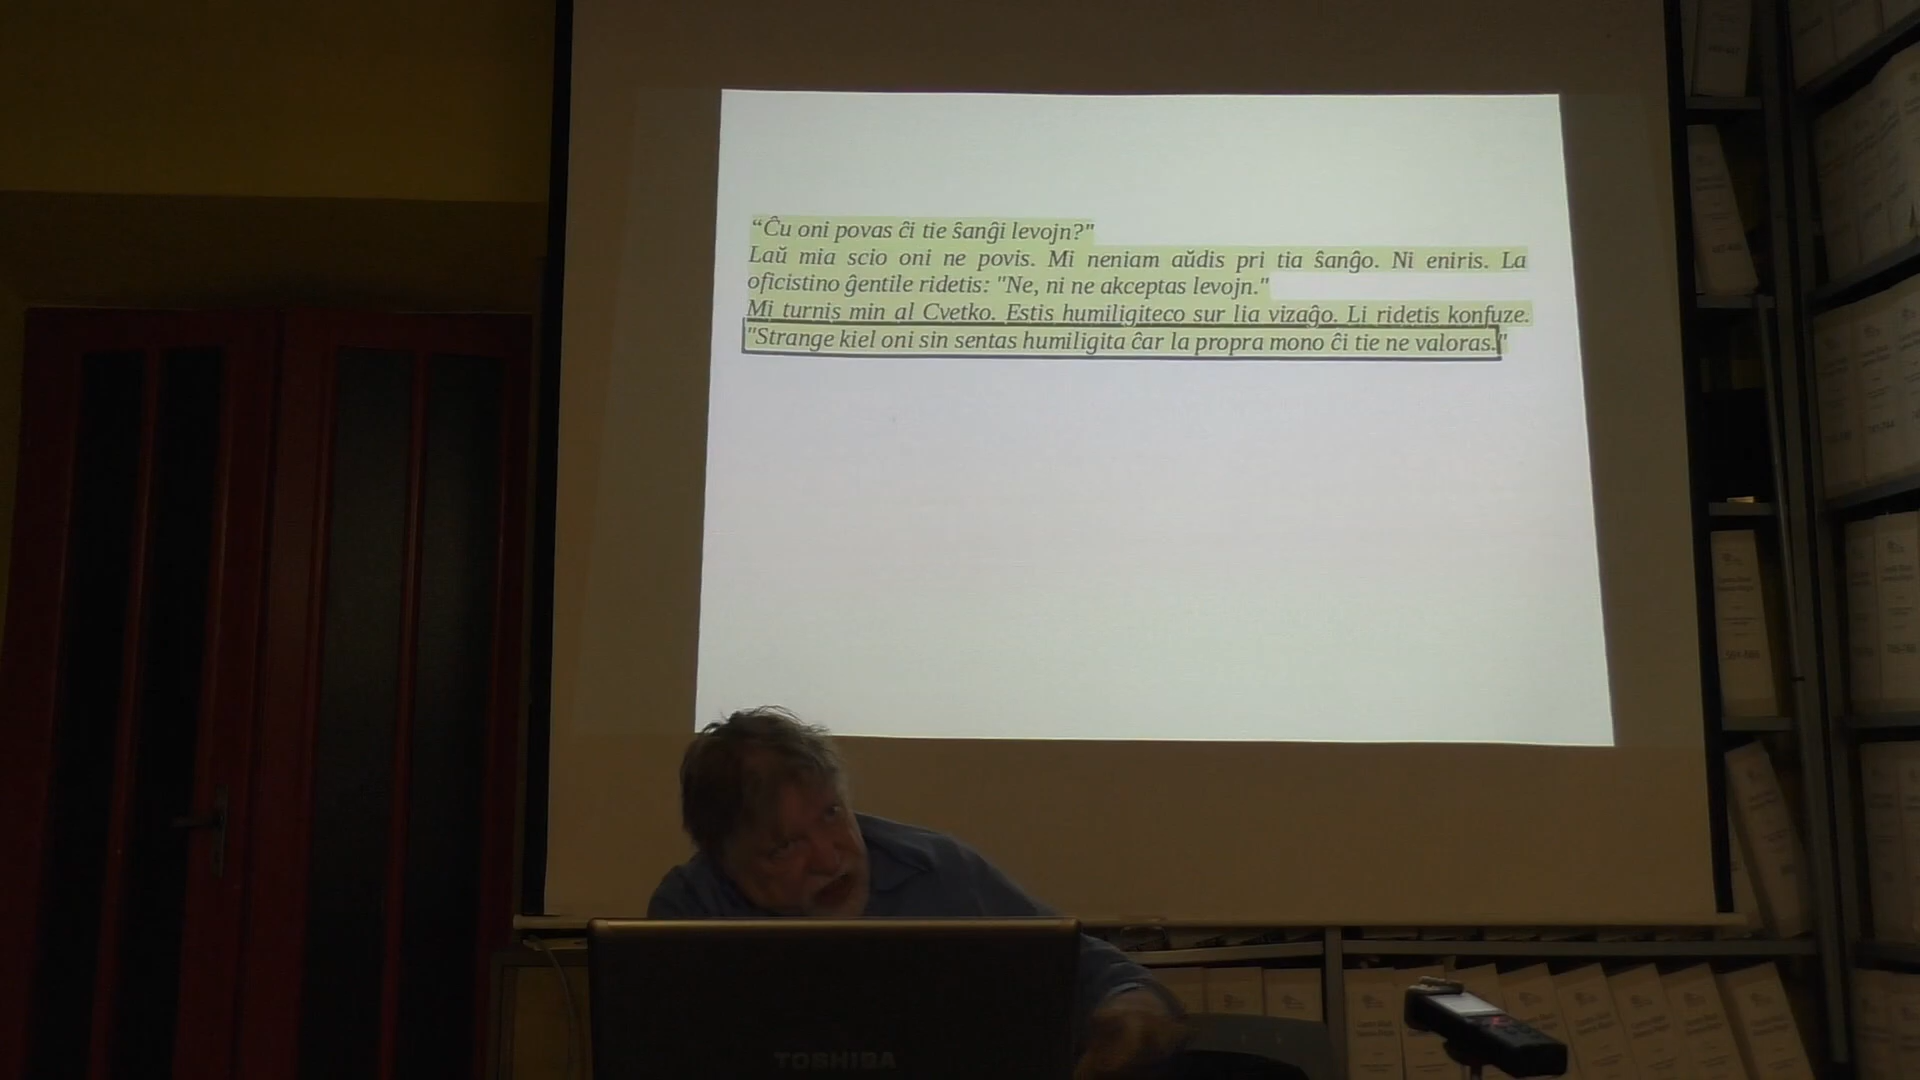 “Ĉu oni povas ĉi tie ŝanĝi levojn?"
Laŭ mia scio oni ne povis. Mi neniam aŭdis pri tia ŝanĝo. Ni eniris. La
oficistino ĝentile ridetis: "Ne, ni ne akceptas levojn."
Mi turnis min al Cvetko. Estis humiligiteco sur lia vizaĝo. Li ridetis konfuze.
"Strange kiel oni sin sentas humiligita ĉar la propra mono ĉi tie ne valoras."
TOSHIBA